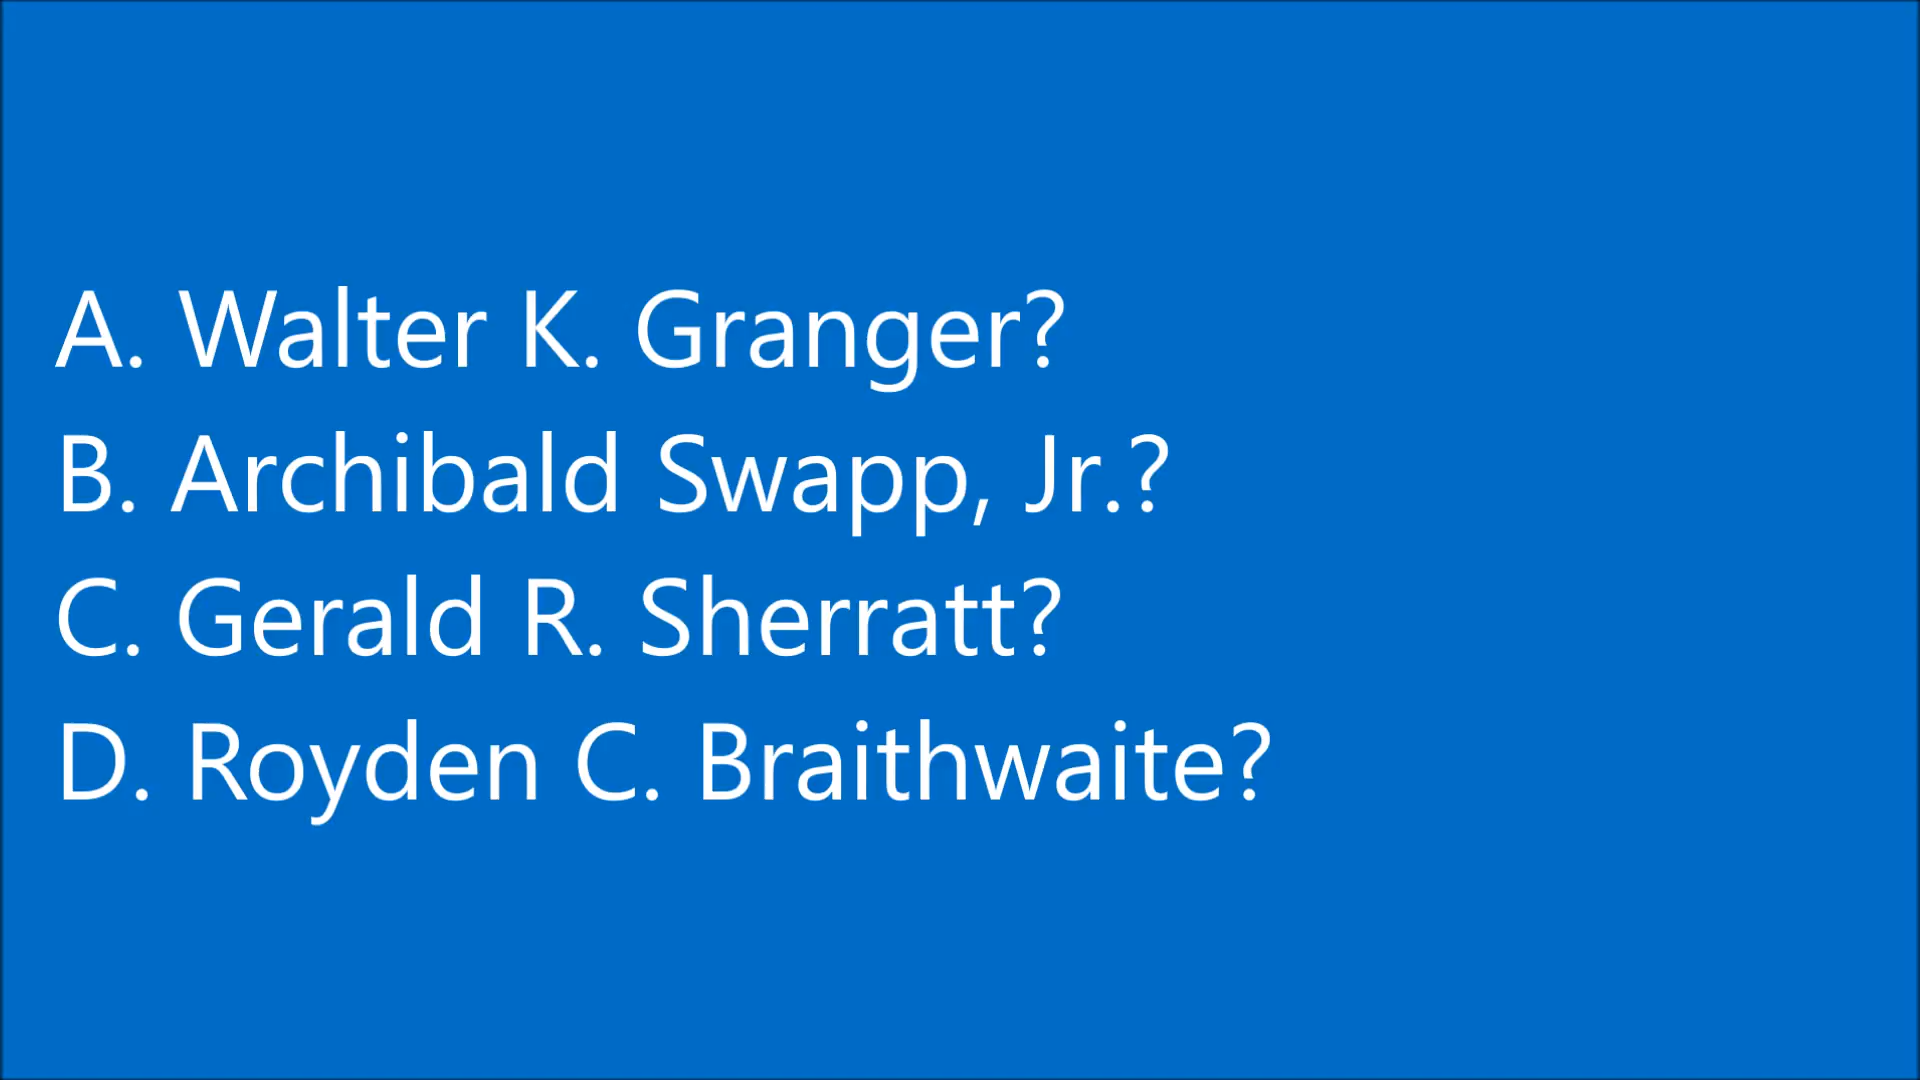 A. Walter K. Granger?
B. Archibald Swapp, Jr.?
C. Gerald R. Sherratt?
D. Royden C. Braithwaite?